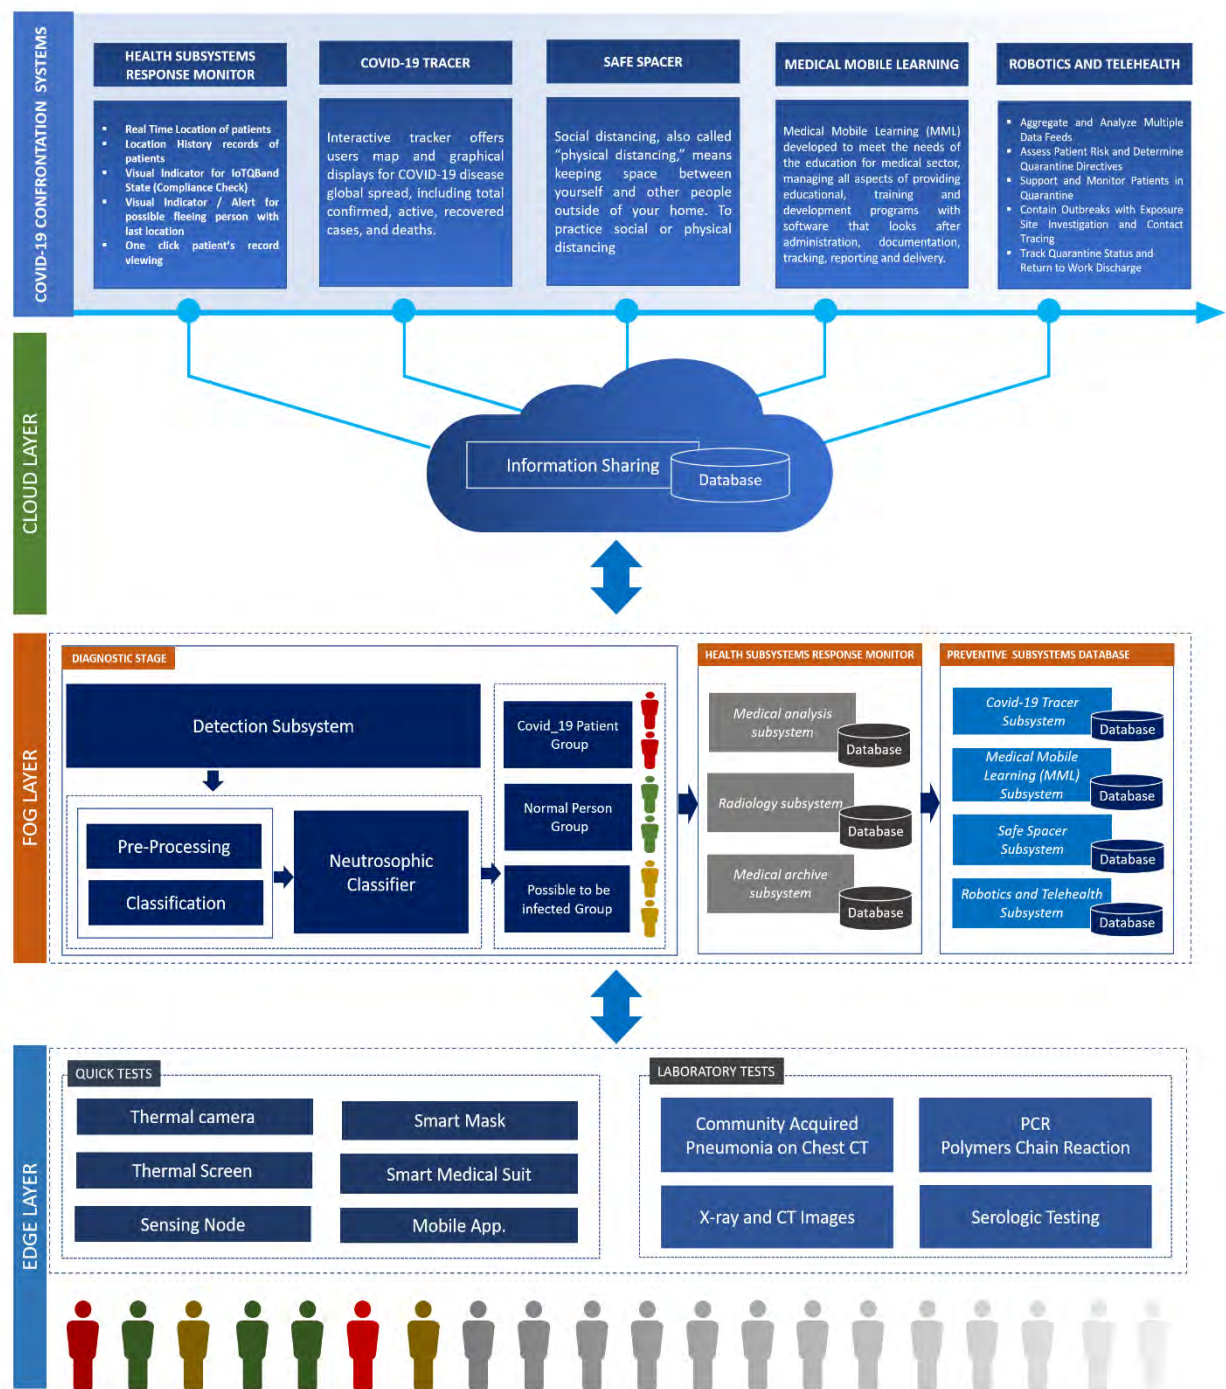 COVID-19 CONFRONTATION SYSTEMS
HEALTH SUBSYSTEMS
RESPONSE MONITOR
▪ Real Time Location of patients
▪ Location History records of
patients
▪ Visual Indicator for IoTQBand
State (Compliance Check)
▪ Visual Indicator / Alert for
possible fleeing person with
last location
▪ One click patient's record
viewing
COVID-19 TRACER
Interactive tracker offers
users map and graphical
displays for COVID-19 disease
global spread, including total
confirmed, active, recovered
cases, and deaths.
SAFE SPACER
Social distancing, also called
“physical distancing,” means
keeping space between
yourself and other people
outside of your home. To
practice social or physical
distancing
MEDICAL MOBILE LEARNING
Medical Mobile Learning (MML)
developed to meet the needs of
the education for medical sector,
managing all aspects of providing
educational, training and
development programs with
software that looks after
administration, documentation,
tracking, reporting and delivery.
ROBOTICS AND TELEHEALTH
▪ Aggregate and Analyze Multiple
Data Feeds
▪ Assess Patient Risk and Determine
Quarantine Directives
▪ Support and Monitor Patients in
Quarantine
▪ Contain Outbreaks with Exposure
Site Investigation and Contact
Tracing
▪ Track Quarantine Status and
Return to Work Discharge
CLOUD LAYER
Information Sharing
Database
FOG LAYER
DIAGNOSTIC STAGE
Detection Subsystem
Pre-Processing
Classification
Neutrosophic
Classifier
Covid_19 Patient
Group
Normal Person
Group
Possible to be
infected Group
HEALTH SUBSYSTEMS RESPONSE MONITOR
Medical analysis
subsystem
Database
Radiology subsystem
Database
Medical archive
subsystem
Database
PREVENTIVE SUBSYSTEMS DATABASE
Covid-19 Tracer
Subsystem
Database
Medical Mobile
Learning (MML)
Subsystem
Database
Safe Spacer
Subsystem
Database
Robotics and Telehealth
Subsystem
Database
EDGE LAYER
QUICK TESTS
Thermal camera
Smart Mask
Thermal Screen
Smart Medical Suit
Sensing Node
Mobile App.
LABORATORY TESTS
Community Acquired
Pneumonia on Chest CT
PCR
Polymers Chain Reaction
X-ray and CT Images
Serologic Testing